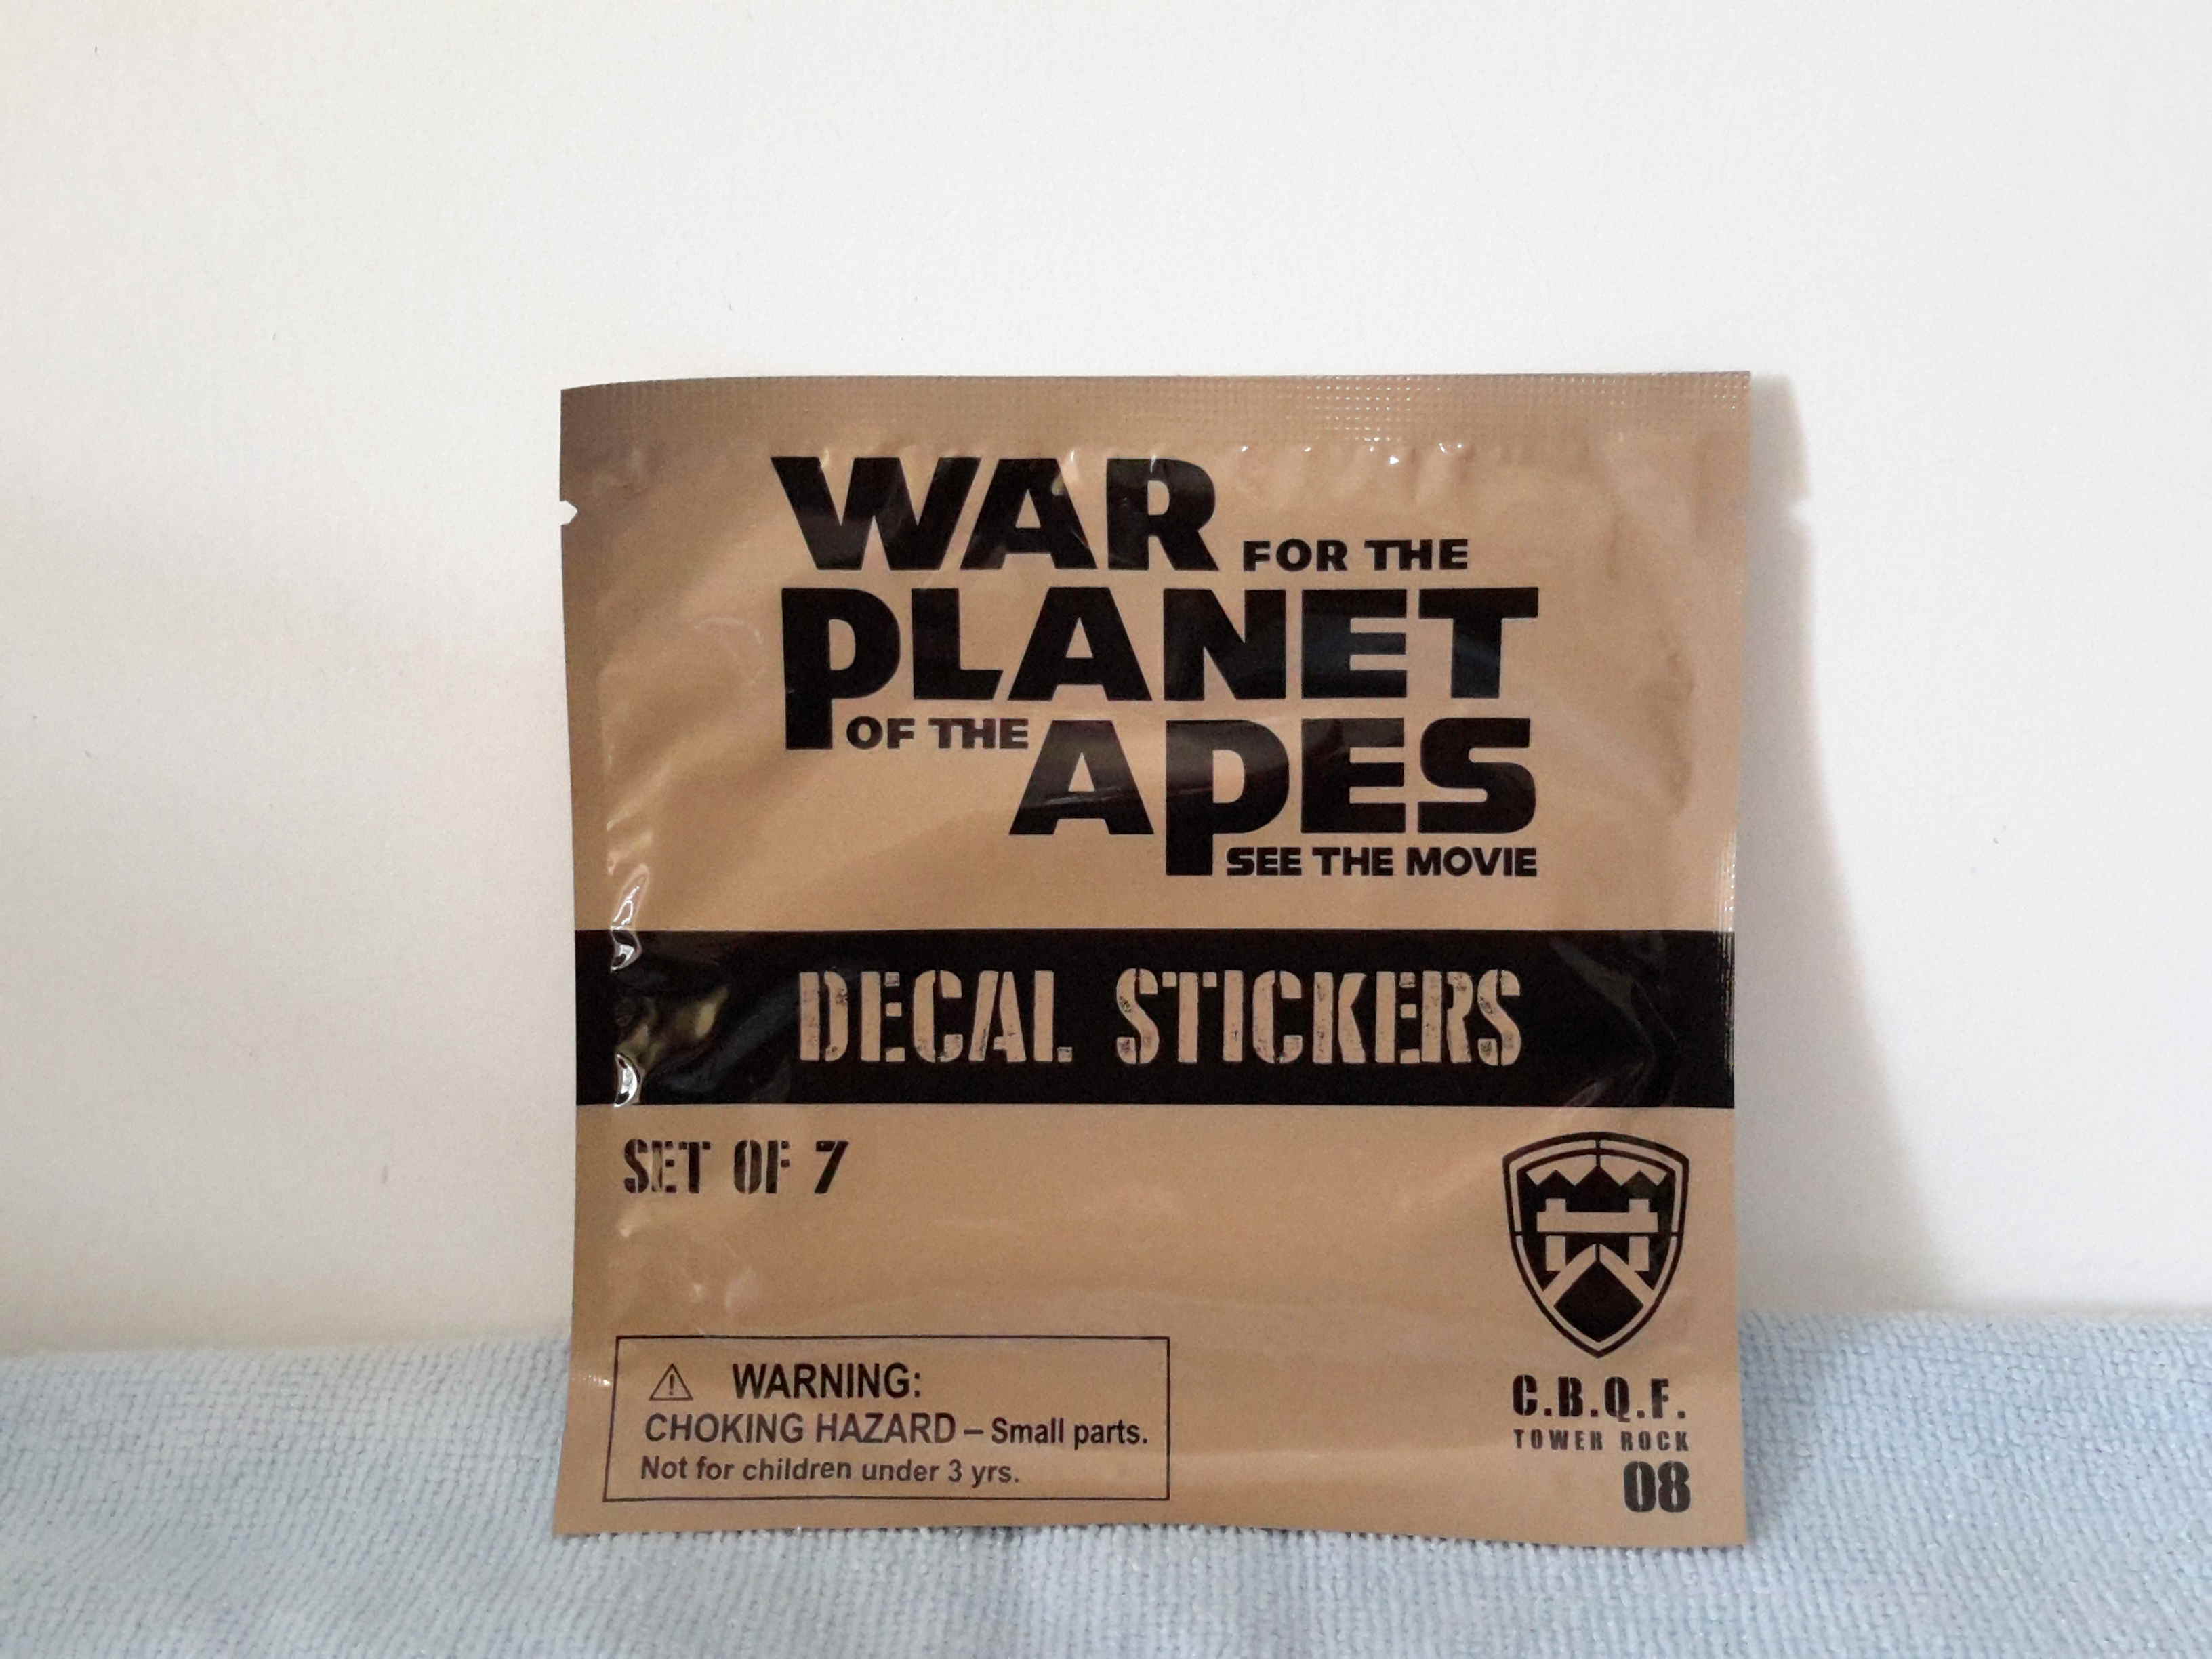 WAR FOR THE
PLANET
OF THE APES
SEE THE MOVIE
DECAL STICKERS
SET OF 7
⚠ WARNING:
CHOKING HAZARD – Small parts.
Not for children under 3 yrs.
C.B.Q.F.
TOWER ROCK
08